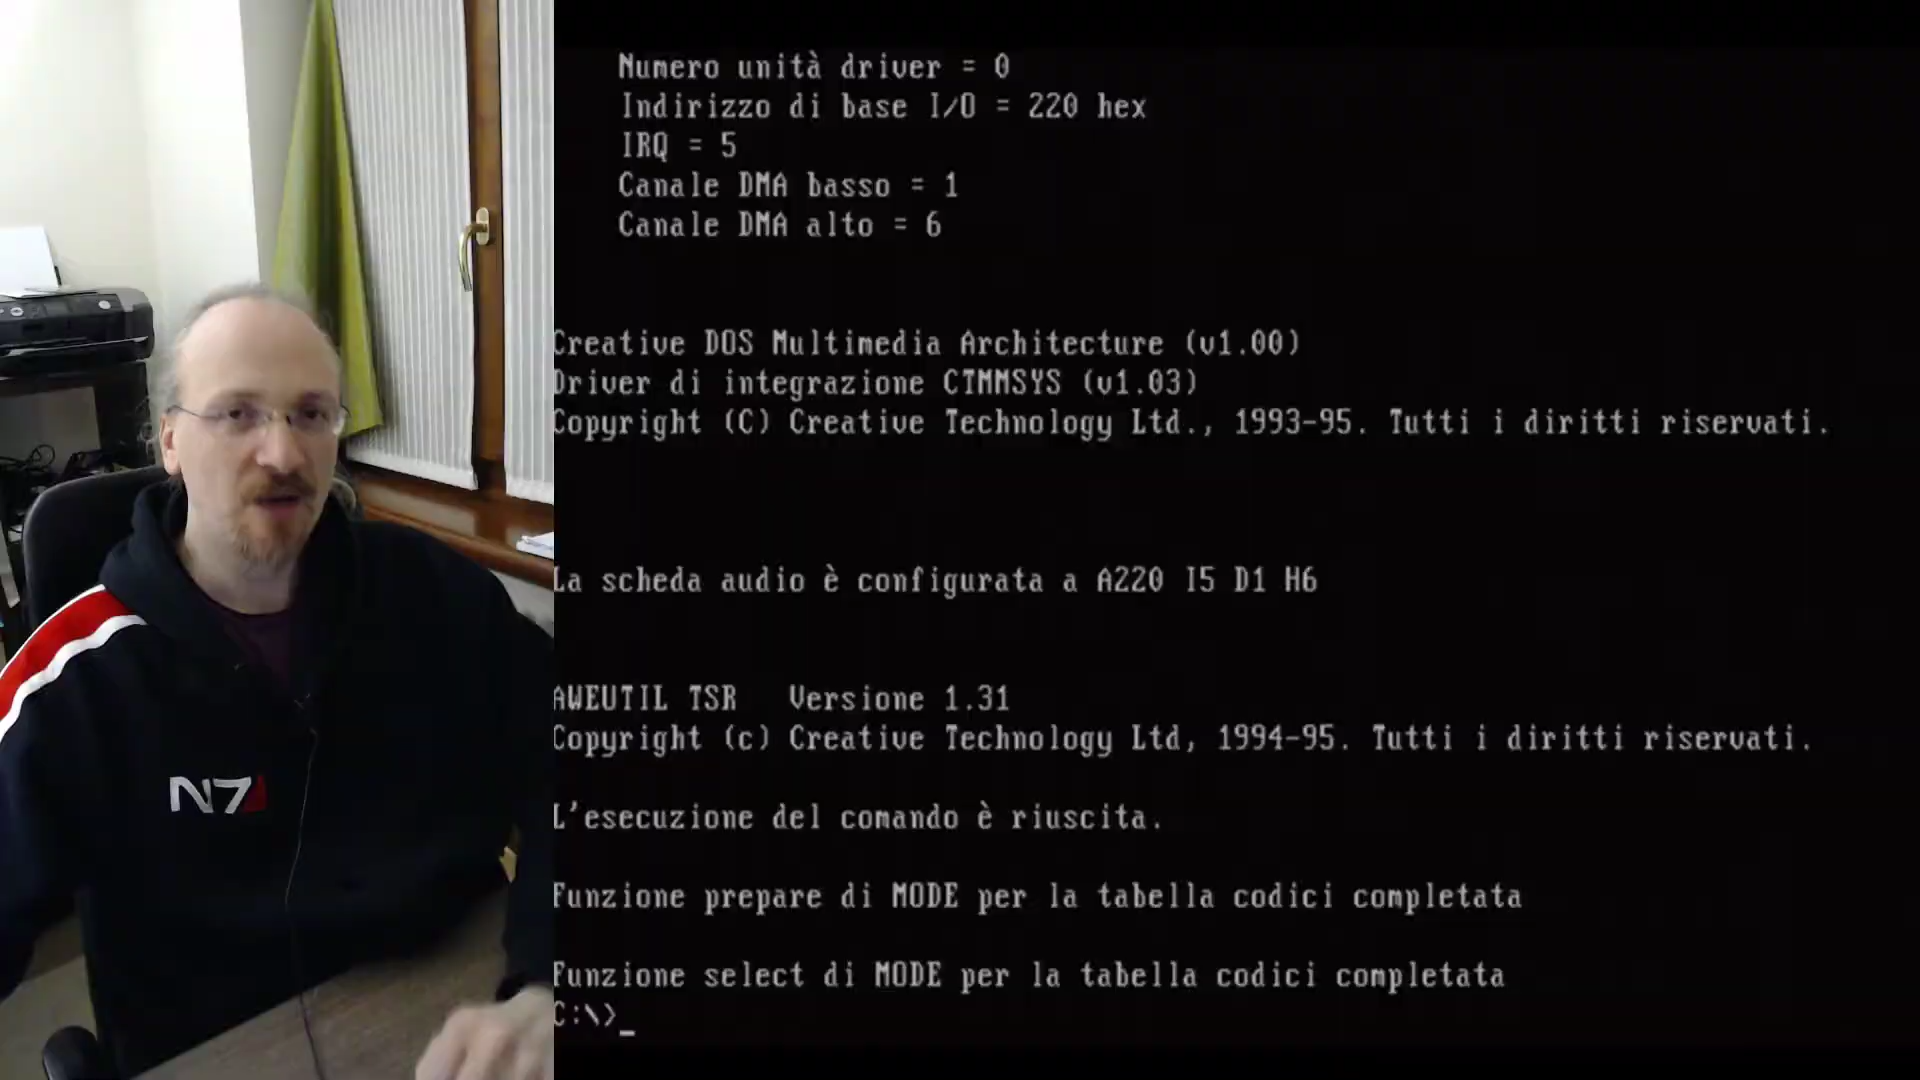 Numero unità driver = 0
Indirizzo di base I/O = 220 hex
IRQ = 5
Canale DMA basso = 1
Canale DMA alto = 6
Creative DOS Multimedia Architecture (v1.00)
Driver di integrazione CTMMSYS (v1.03)
Copyright (C) Creative Technology Ltd., 1993-95. Tutti i diritti riservati.
La scheda audio è configurata a A220 I5 D1 H6
AWEUTIL TSR   Versione 1.31
Copyright (c) Creative Technology Ltd, 1994-95. Tutti i diritti riservati.
L'esecuzione del comando è riuscita.
Funzione prepare di MODE per la tabella codici completata
Funzione select di MODE per la tabella codici completata
C:\>_
N7